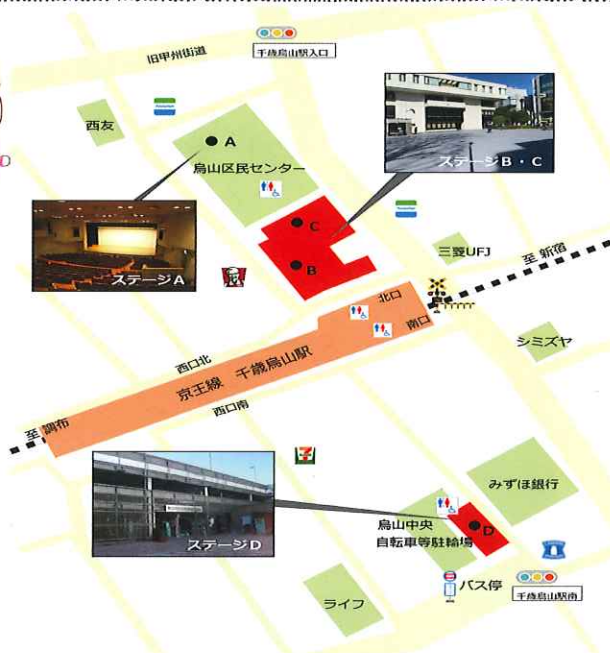 旧甲州街道
千歳烏山駅入口
西友
A
烏山区民センター
ステージB・C
C
ステージA
B
三菱UFJ
至 新宿
北口
南口
シミズヤ
西口北
京王線 千歳烏山駅
西口南
至 調布
みずほ銀行
烏山中央
自転車等駐輪場
D
ステージD
バス停
千歳烏山駅南
ライフ